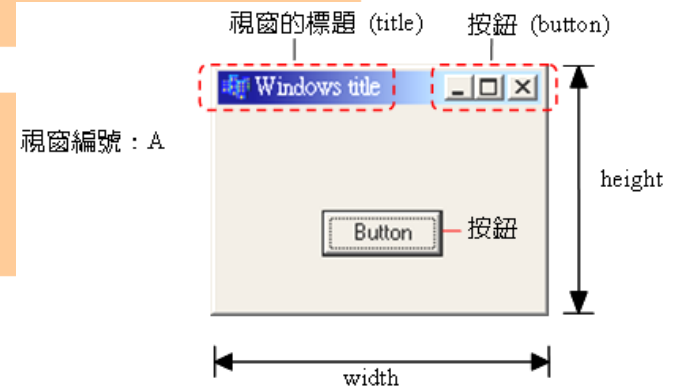 視窗的標題 (title)
按鈕 (button)
Windows title
視窗編號：A
height
Button
按鈕
width